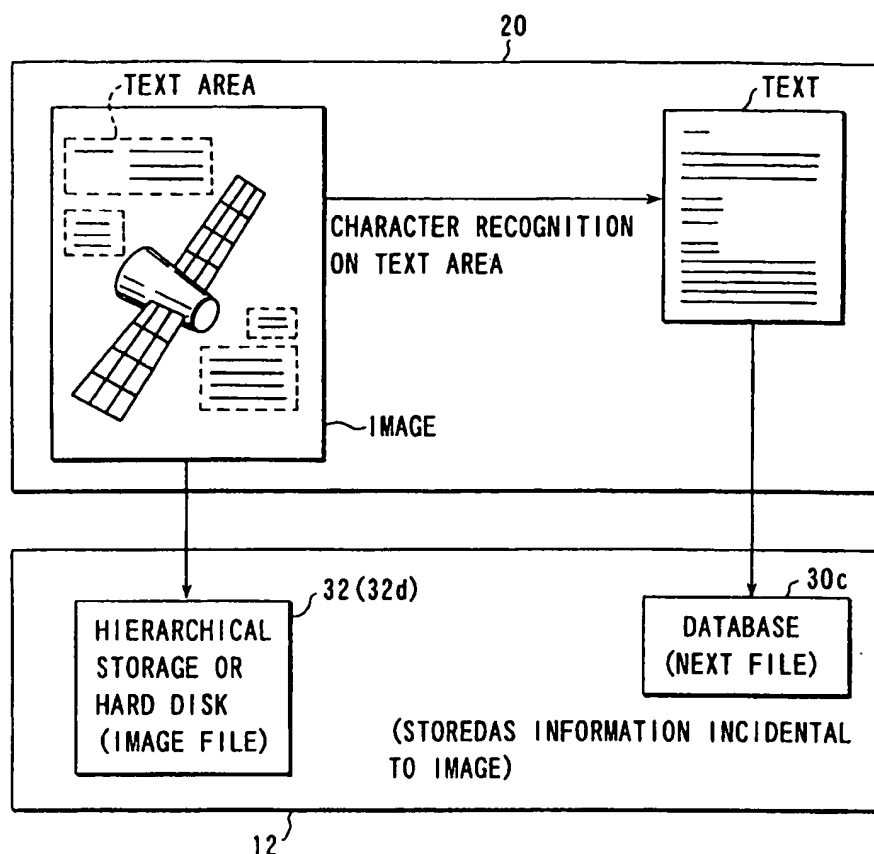 20
TEXT AREA
TEXT
CHARACTER RECOGNITION
ON TEXT AREA
IMAGE
32(32d)
30c
HIERARCHICAL
STORAGE OR
HARD DISK
(IMAGE FILE)
DATABASE
(NEXT FILE)
(STOREDAS INFORMATION INCIDENTAL
TO IMAGE)
12